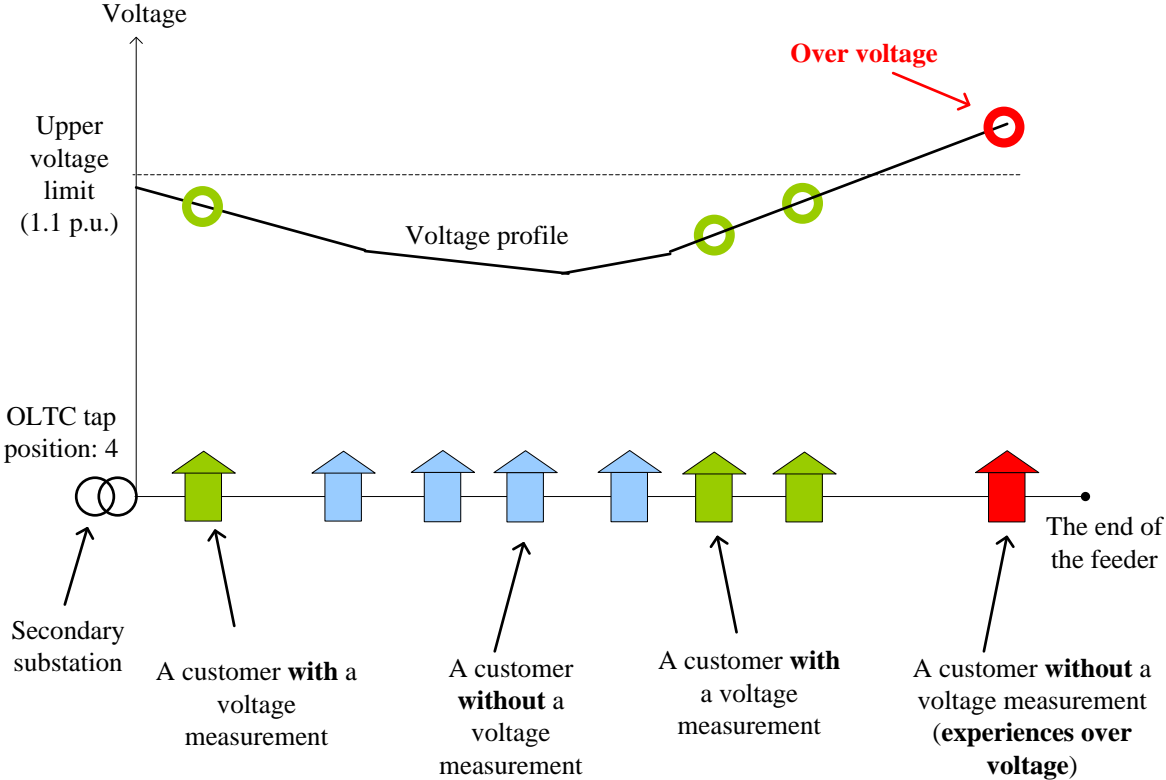 Voltage
Over voltage
Upper
voltage
limit
(1.1 p.u.)
Voltage profile
OLTC tap
position: 4
The end of
the feeder
Secondary
substation
A customer with a
voltage
measurement
A customer
without a
voltage
measurement
A customer with
a voltage
measurement
A customer without a
voltage measurement
(experiences over
voltage)